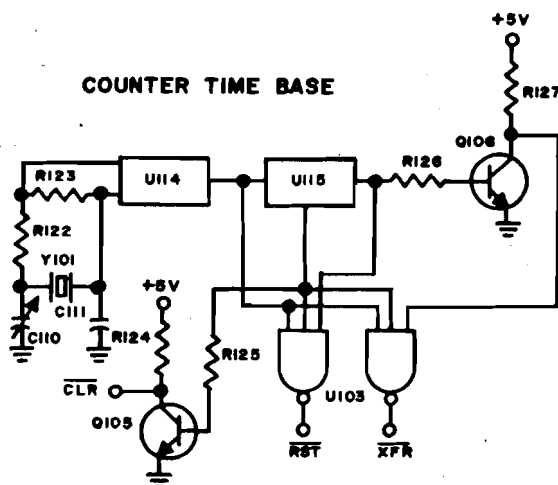 +5V
COUNTER TIME BASE
R127
Q106
R123
U114
U115
R126
R122
Y101
+5V
C111
C110
R124
R125
CLR
U103
Q105
RST
XFR